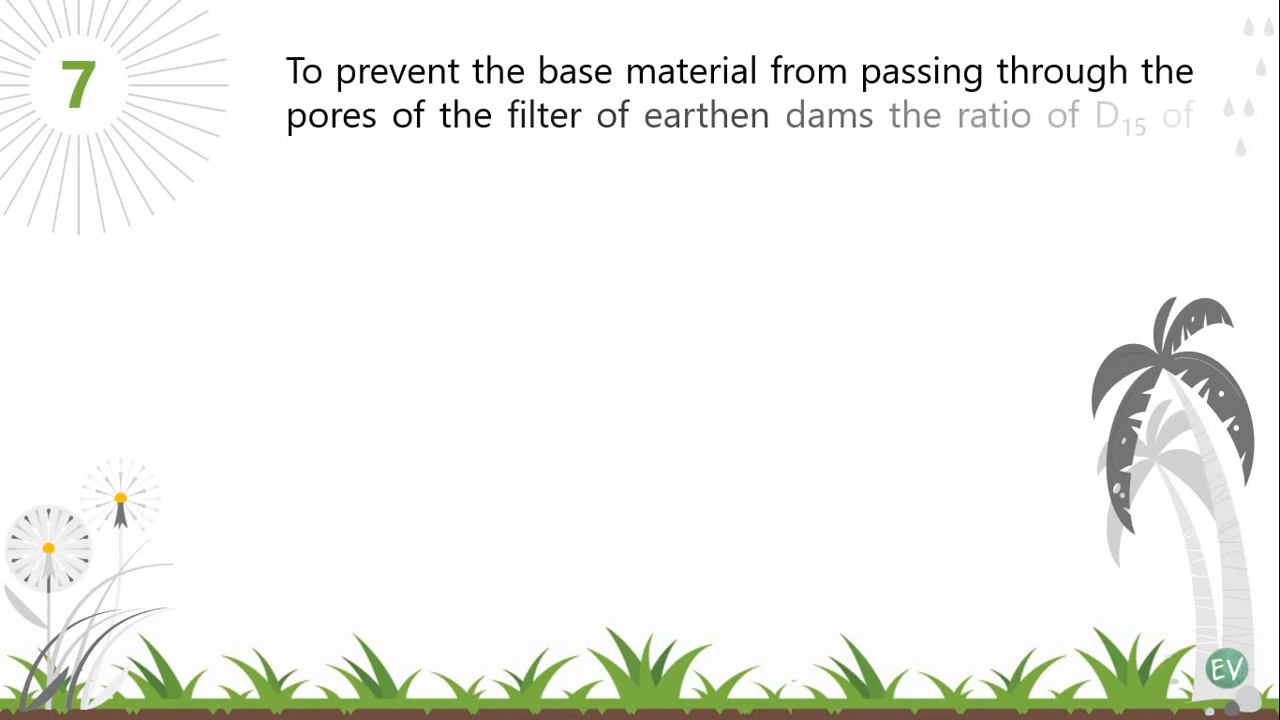 7
To prevent the base material from passing through the
pores of the filter of earthen dams the ratio of D₁₅ of
EV